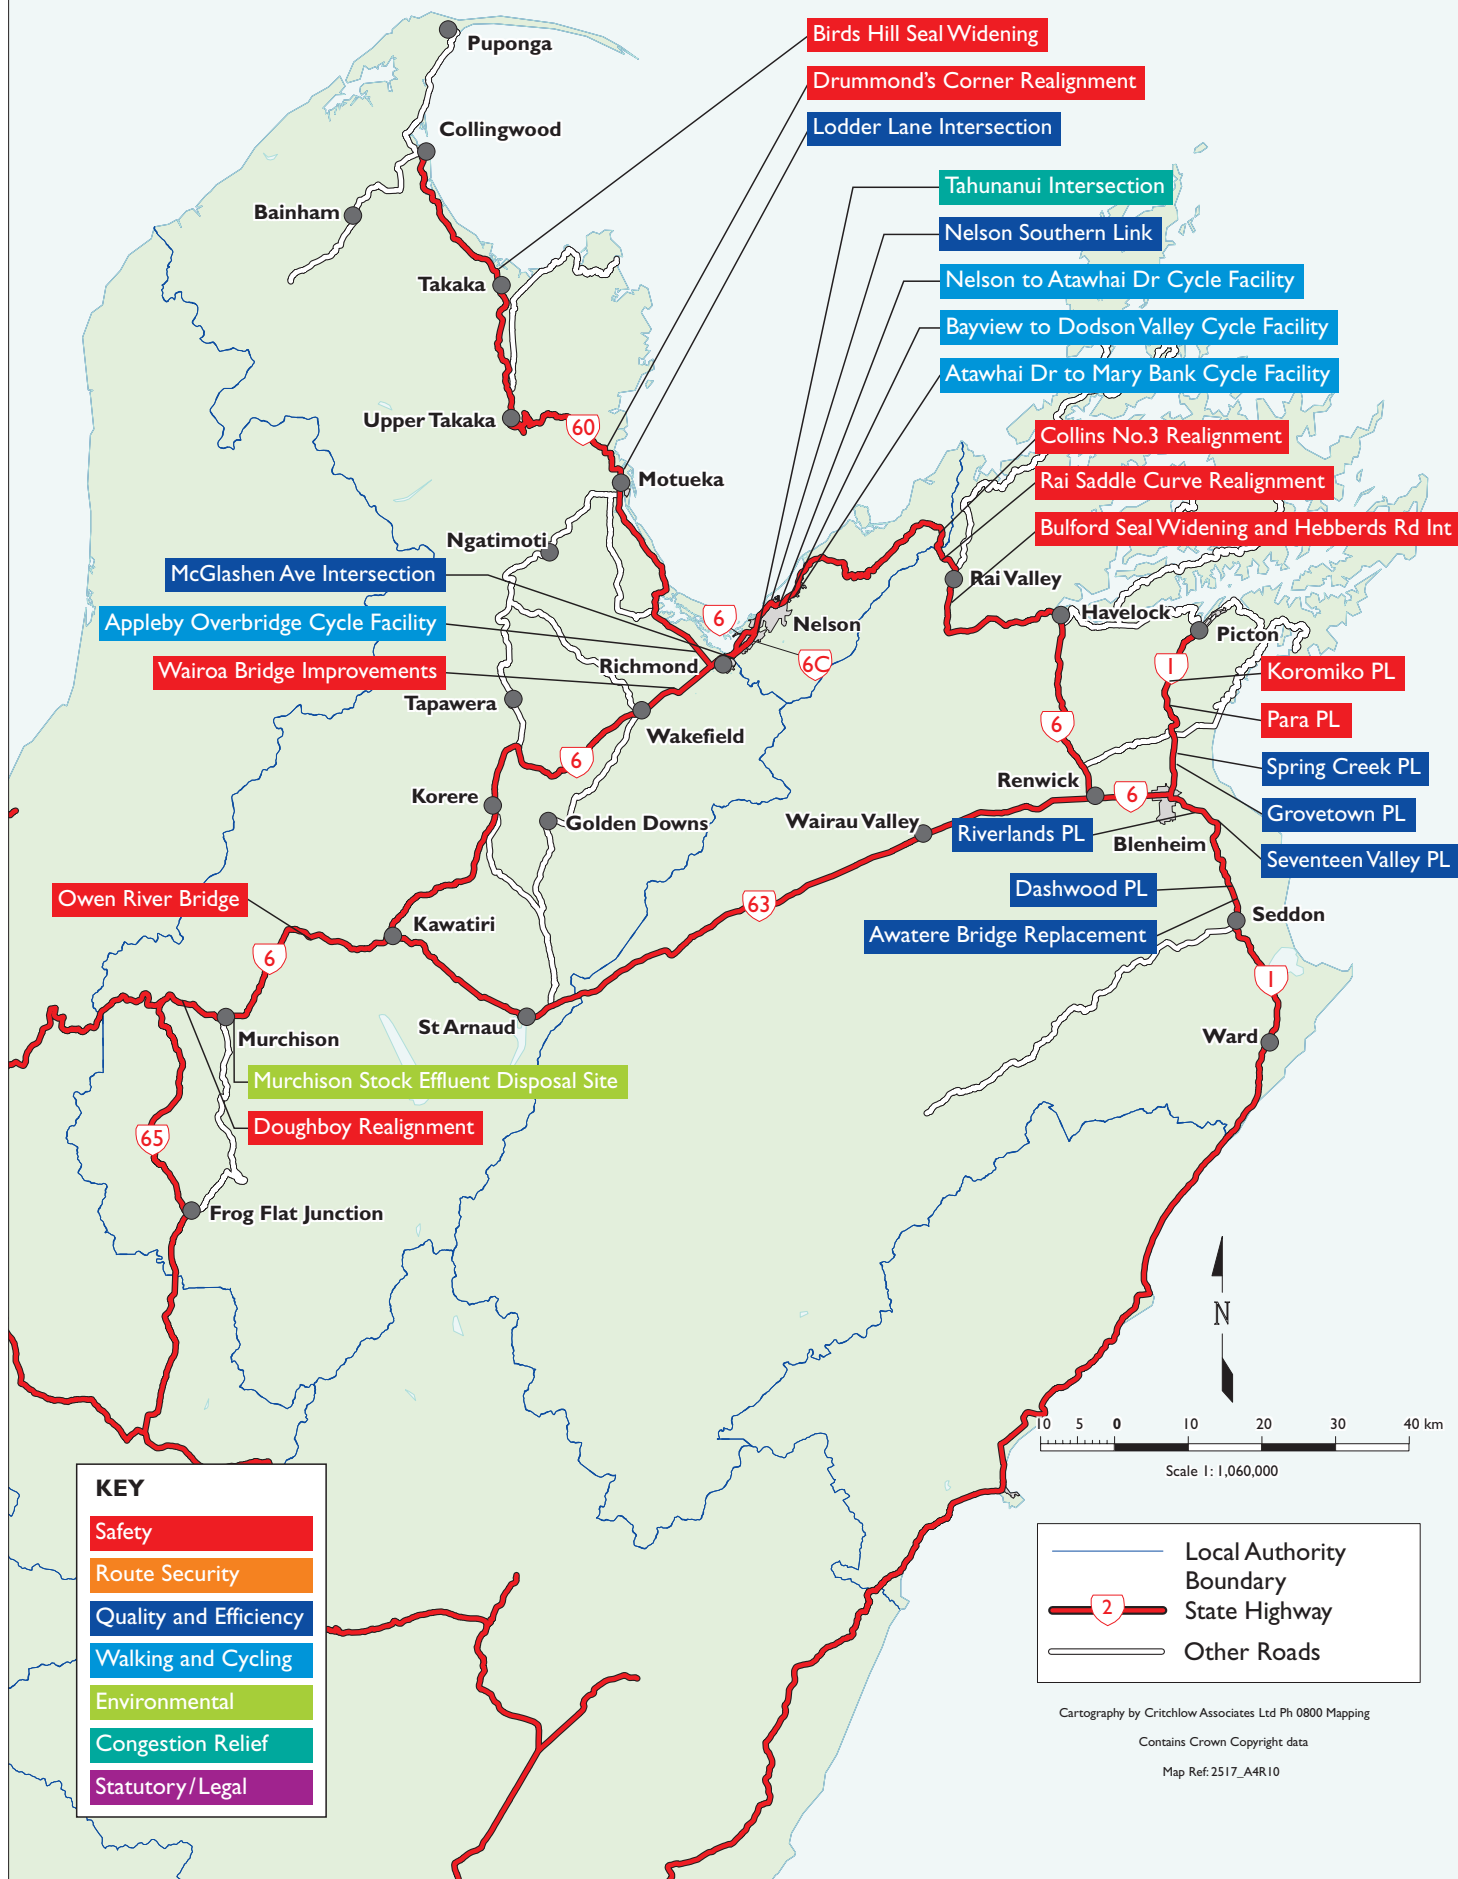 Birds Hill Seal Widening
Puponga
Drummond's Corner Realignment
Collingwood
Lodder Lane Intersection
Tahunanui Intersection
Bainham
Nelson Southern Link
Takaka
Nelson to Atawhai Dr Cycle Facility
Bayview to Dodson Valley Cycle Facility
Atawhai Dr to Mary Bank Cycle Facility
Upper Takaka
60
Collins No.3 Realignment
Motueka
Rai Saddle Curve Realignment
Bulford Seal Widening and Hebberds Rd Int
Ngatimoti
McGlashen Ave Intersection
Rai Valley
Havelock
Appleby Overbridge Cycle Facility
6
Nelson
Picton
Richmond
6C
1
Wairoa Bridge Improvements
Koromiko PL
Tapawera
Para PL
6
Wakefield
6
Spring Creek PL
Renwick
Korere
6
Golden Downs
Wairau Valley
Riverlands PL
Grovetown PL
Blenheim
Seventeen Valley PL
Dashwood PL
Owen River Bridge
63
Kawatiri
Seddon
Awatere Bridge Replacement
6
1
St Arnaud
Murchison
Ward
Murchison Stock Effluent Disposal Site
Doughboy Realignment
65
Frog Flat Junction
N
10 5 0 10 20 30 40 km
Scale 1: 1,060,000
KEY
Safety
Route Security
Quality and Efficiency
Walking and Cycling
Environmental
Congestion Relief
Statutory/Legal
Local Authority
Boundary
2
State Highway
Other Roads
Cartography by Critchlow Associates Ltd Ph 0800 Mapping
Contains Crown Copyright data
Map Ref: 2517_A4R10